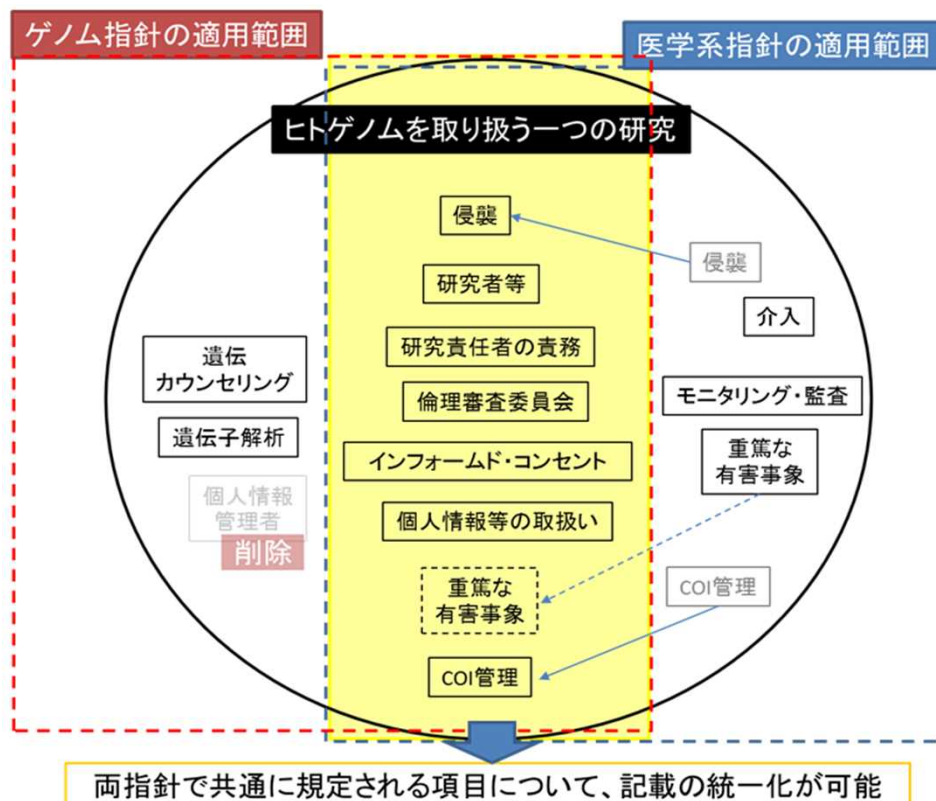 ゲノム指針の適用範囲
医学系指針の適用範囲
ヒトゲノムを取り扱う一つの研究
侵襲
侵襲
研究者等
介入
研究責任者の責務
遺伝
カウンセリング
倫理審査委員会
モニタリング・監査
遺伝子解析
インフォームド・コンセント
重篤な
有害事象
個人情報
管理者
削除
個人情報等の取扱い
重篤な
有害事象
COI管理
COI管理
両指針で共通に規定される項目について、記載の統一化が可能